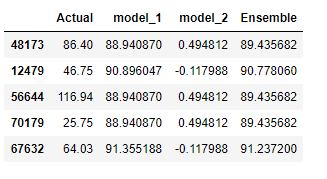 Actual model_1 model_2 Ensemble
48173 86.40 88.940870 0.494812 89.435682
12479 46.75 90.896047 -0.117988 90.778060
56644 116.94 88.940870 0.494812 89.435682
70179 25.75 88.940870 0.494812 89.435682
67632 64.03 91.355188 -0.117988 91.237200